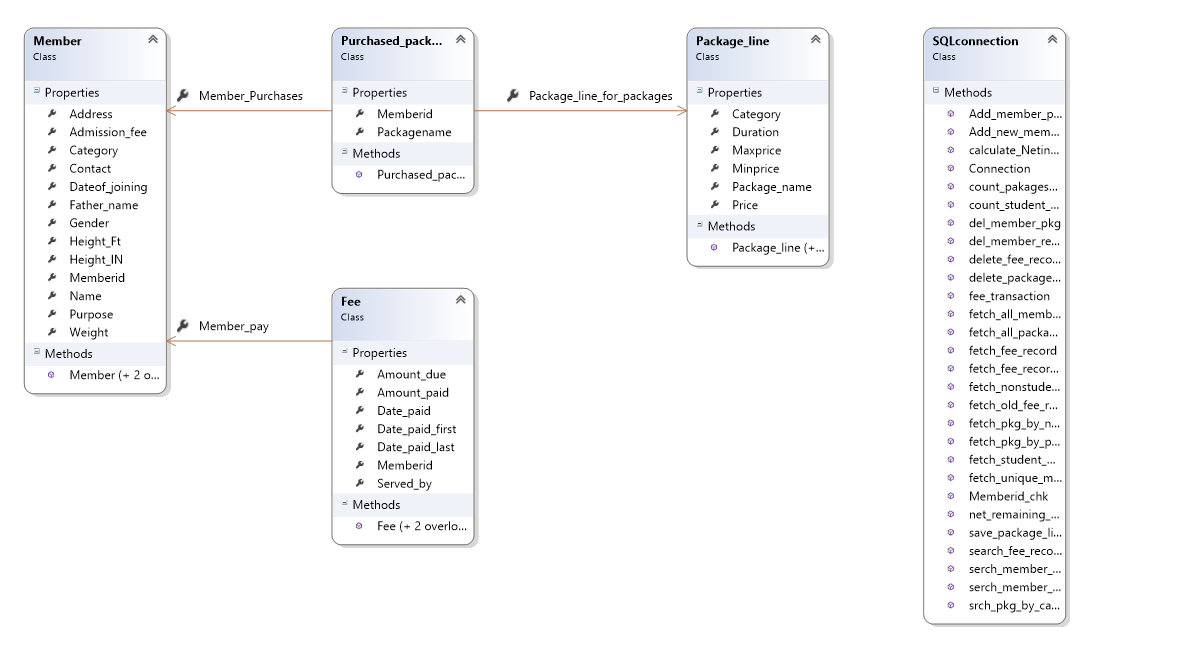 Member
Class
Properties
Address
Admission_fee
Category
Contact
Dateof_joining
Father_name
Gender
Height_Ft
Height_IN
Memberid
Name
Purpose
Weight
Methods
Member (+ 2 o...
Member_Purchases
Purchased_pack...
Class
Properties
Memberid
Packagename
Methods
Purchased_pac...
Package_line_for_packages
Package_line
Class
Properties
Category
Duration
Maxprice
Minprice
Package_name
Price
Methods
Package_line (+...
Member_pay
Fee
Class
Properties
Amount_due
Amount_paid
Date_paid
Date_paid_first
Date_paid_last
Memberid
Served_by
Methods
Fee (+ 2 overlo...
SQLconnection
Class
Methods
Add_member_p...
Add_new_mem...
calculate_Netin...
Connection
count_pakages...
count_student_...
del_member_pkg
del_member_re...
delete_fee_reco...
delete_package...
fee_transaction
fetch_all_memb...
fetch_all_packa...
fetch_fee_record
fetch_fee_recor...
fetch_nonstude...
fetch_old_fee_r...
fetch_pkg_by_n...
fetch_pkg_by_p...
fetch_student_...
fetch_unique_m...
Memberid_chk
net_remaining_...
save_package_li...
search_fee_reco...
serch_member_...
serch_member_...
srch_pkg_by_ca...